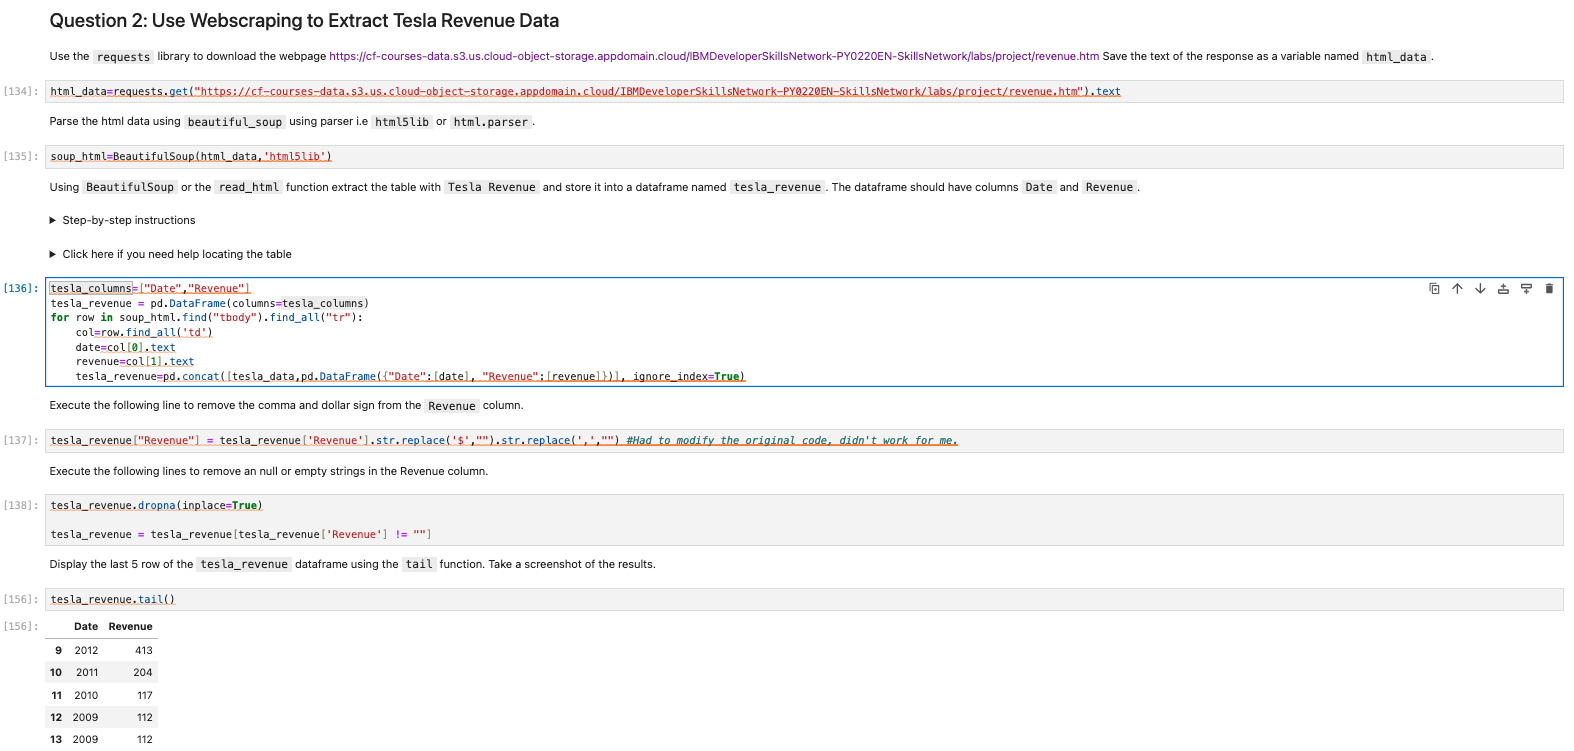 Question 2: Use Webscraping to Extract Tesla Revenue Data
Use the requests library to download the webpage https://cf-courses-data.s3.us.cloud-object-storage.appdomain.cloud/IBMDeveloperSkillsNetwork-PY0220EN-SkillsNetwork/labs/project/revenue.htm Save the text of the response as a variable named html_data .
[134]: html_data=requests.get("https://cf-courses-data.s3.us.cloud-object-storage.appdomain.cloud/IBMDeveloperSkillsNetwork-PY0220EN-SkillsNetwork/labs/project/revenue.htm").text
Parse the html data using beautiful_soup using parser i.e html5lib or html.parser .
[135]: soup_html=BeautifulSoup(html_data,'html5lib')
Using BeautifulSoup or the read_html function extract the table with Tesla Revenue and store it into a dataframe named tesla_revenue . The dataframe should have columns Date and Revenue .
▶ Step-by-step instructions
▶ Click here if you need help locating the table
[136]: tesla_columns=["Date","Revenue"]
tesla_revenue = pd.DataFrame(columns=tesla_columns)
for row in soup_html.find("tbody").find_all("tr"):
    col=row.find_all('td')
    date=col[0].text
    revenue=col[1].text
    tesla_revenue=pd.concat([tesla_data,pd.DataFrame({"Date":[date], "Revenue":[revenue]})], ignore_index=True)
Execute the following line to remove the comma and dollar sign from the Revenue column.
[137]: tesla_revenue["Revenue"] = tesla_revenue['Revenue'].str.replace('$',"").str.replace(',',"") #Had to modify the original code, didn't work for me.
Execute the following lines to remove an null or empty strings in the Revenue column.
[138]: tesla_revenue.dropna(inplace=True)
tesla_revenue = tesla_revenue[tesla_revenue['Revenue'] != ""]
Display the last 5 row of the tesla_revenue dataframe using the tail function. Take a screenshot of the results.
[156]: tesla_revenue.tail()
[156]: Date Revenue
9 2012 413
10 2011 204
11 2010 117
12 2009 112
13 2009 112